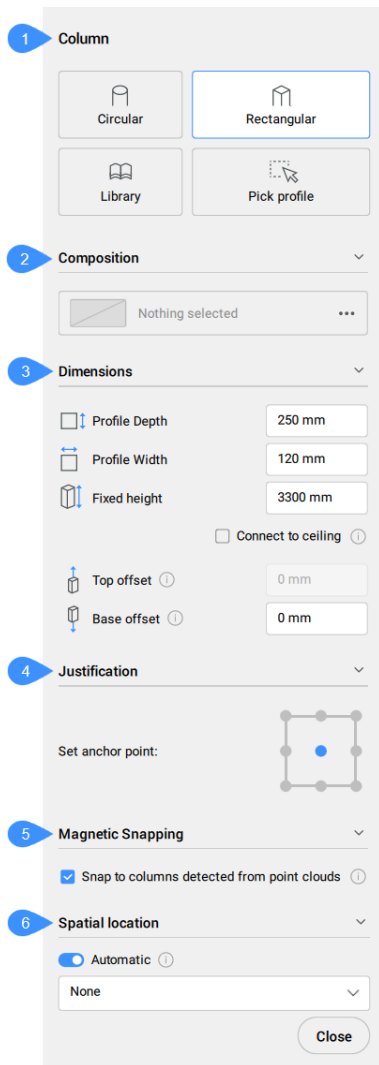 1 Column
Circular Rectangular
Library Pick profile
2 Composition
Nothing selected
3 Dimensions
Profile Depth 250 mm
Profile Width 120 mm
Fixed height 3300 mm
Connect to ceiling i
Top offset i 0 mm
Base offset i 0 mm
4 Justification
Set anchor point:
5 Magnetic Snapping
Snap to columns detected from point clouds i
6 Spatial location
Automatic i
None
Close